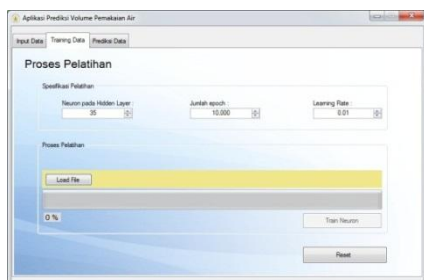 Aplikasi Prediksi Volume Pemakaian Air
Input Data Training Data Prediksi Data
Proses Pelatihan
Spesifikasi Pelatihan
Neuron pada Hidden Layer : Jumlah epoch : Learning Rate :
35 10.000 0.01
Proses Pelatihan
Load File
0 %
Train Neuron
Reset